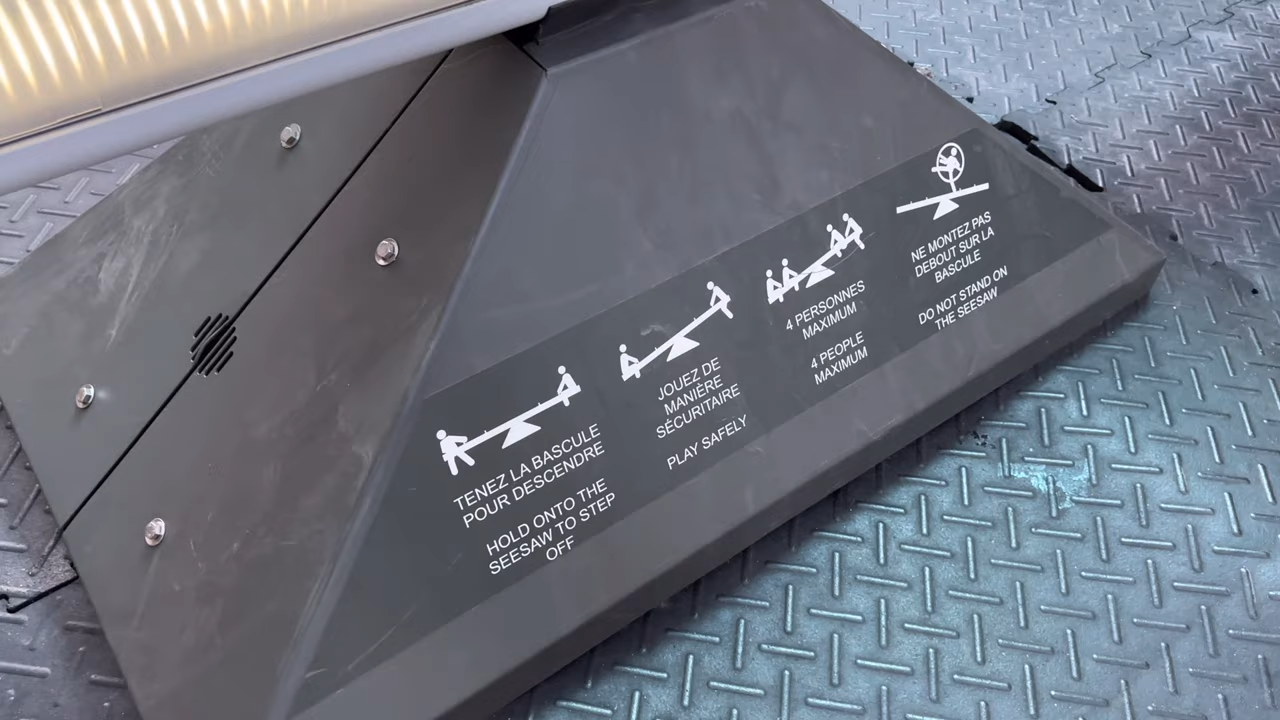 TENEZ LA BASCULE
POUR DESCENDRE
HOLD ONTO THE
SEESAW TO STEP
OFF
JOUEZ DE
MANIÈRE
SÉCURITAIRE
PLAY SAFELY
4 PERSONNES
MAXIMUM
4 PEOPLE
MAXIMUM
NE MONTEZ PAS
DEBOUT SUR LA
BASCULE
DO NOT STAND ON
THE SEESAW